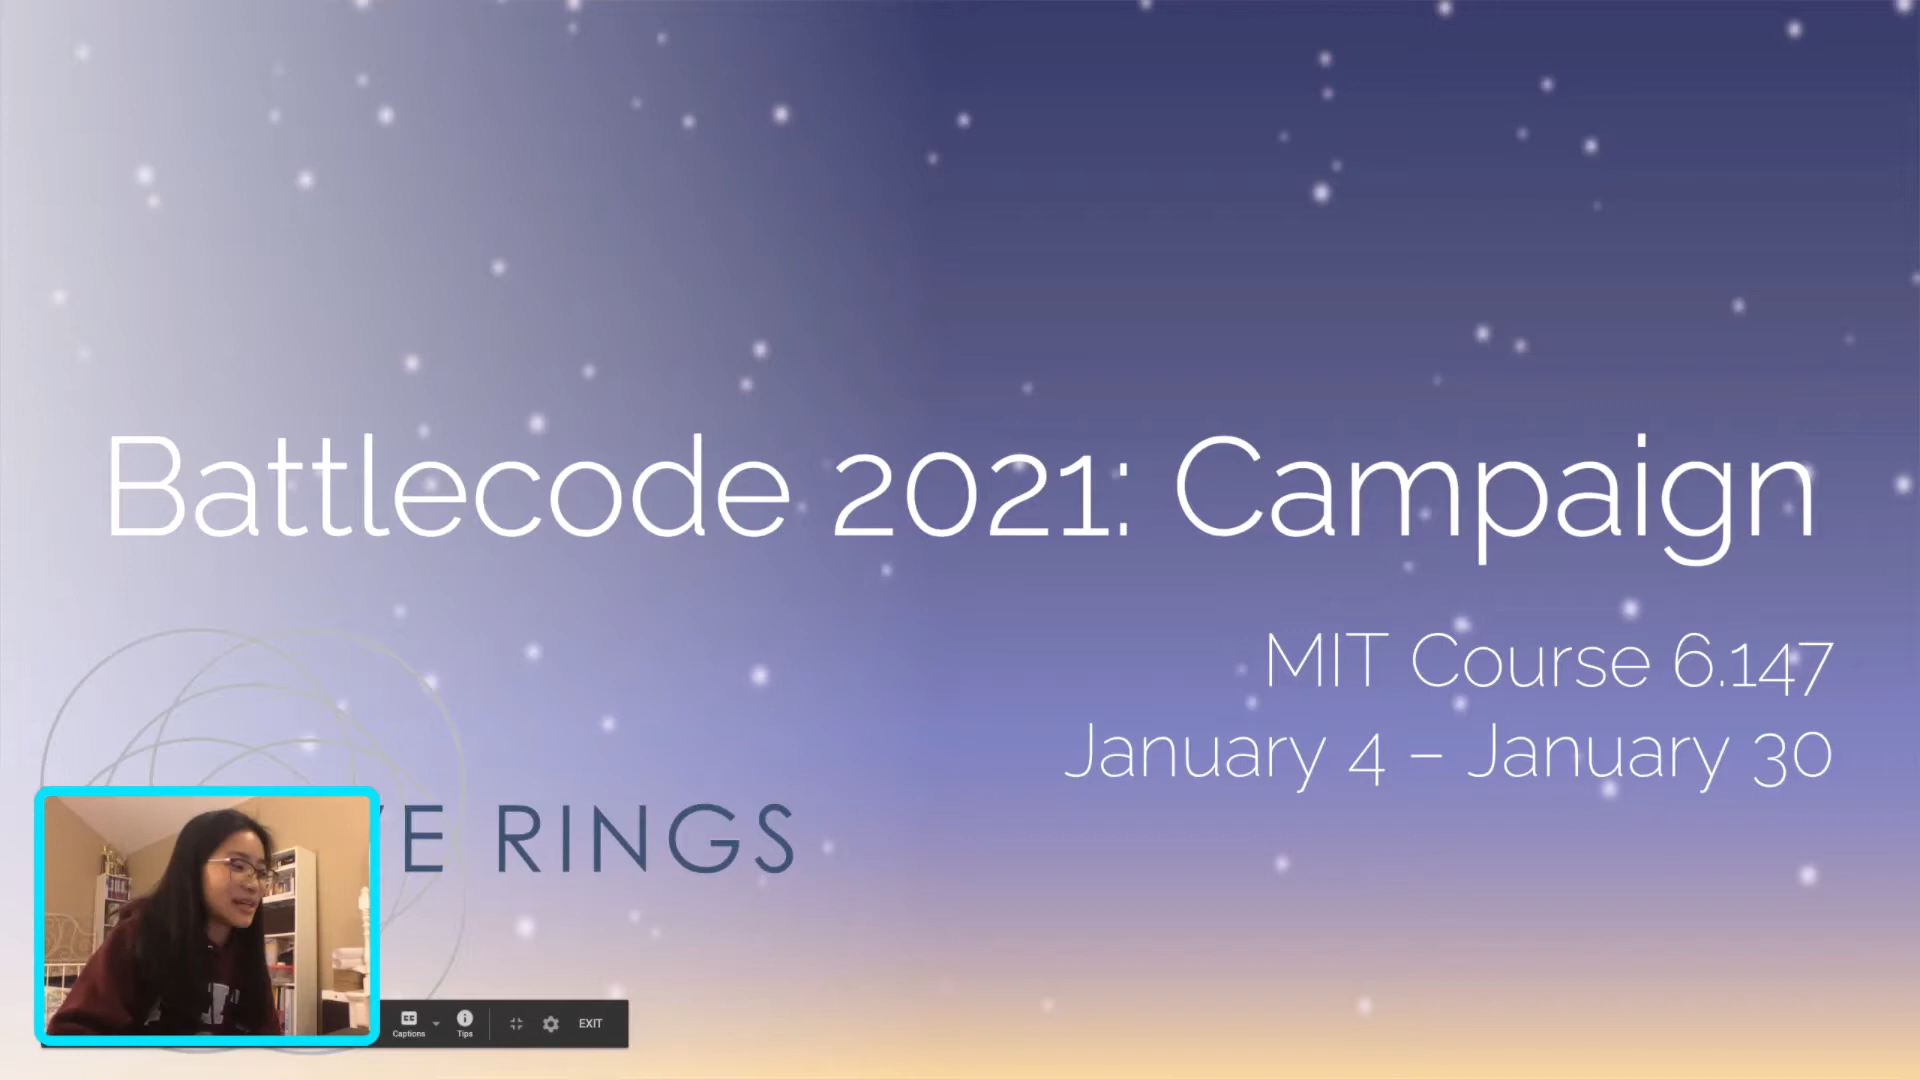 Battlecode 2021: Campaign
MIT Course 6.147
January 4 – January 30
E RINGS
Captions
Tips
EXIT